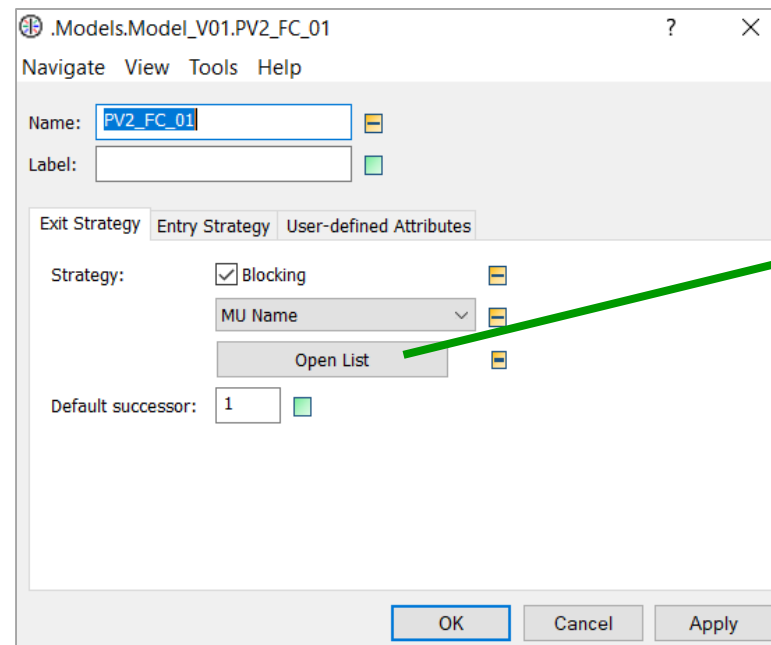 .Models.Model_V01.PV2_FC_01 ?
Navigate View Tools Help
Name: PV2_FC_01
Label:
Exit Strategy Entry Strategy User-defined Attributes
Strategy: Blocking
MU Name
Open List
Default successor: 1
OK Cancel Apply